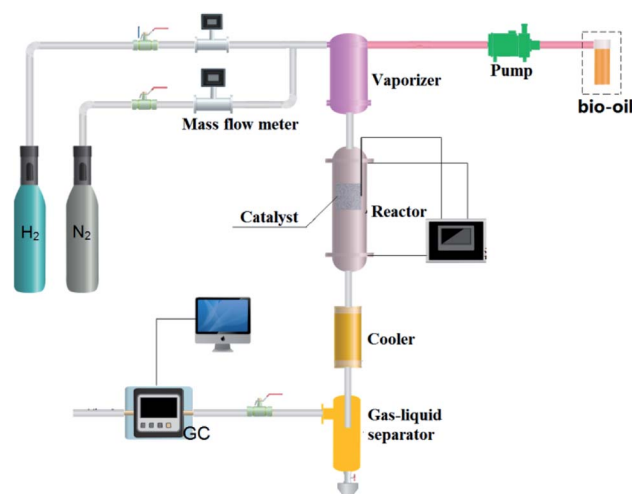 Vaporizer
Pump
bio-oil
Mass flow meter
H2
N2
Catalyst
Reactor
Cooler
Gas-liquid
separator
GC